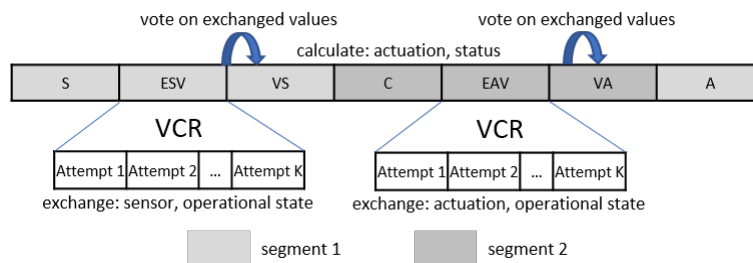 vote on exchanged values
vote on exchanged values
calculate: actuation, status
S ESV VS C EAV VA A
VCR VCR
Attempt 1 Attempt 2 ... Attempt K Attempt 1 Attempt 2 ... Attempt K
exchange: sensor, operational state exchange: actuation, operational state
segment 1 segment 2